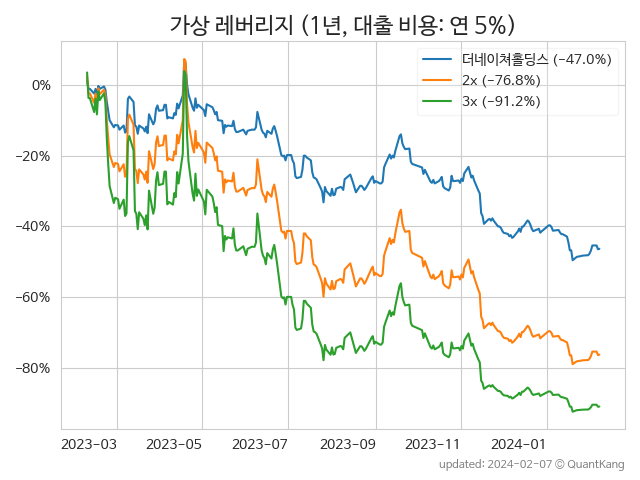 가상 레버리지 (1년, 대출 비용: 연 5%)
더네이쳐홀딩스 (−47.0%)
2x (−76.8%)
3x (−91.2%)
0%
−20%
−40%
−60%
−80%
2023−03 2023−05 2023−07 2023−09 2023−11 2024−01
updated: 2024−02−07 © QuantKang